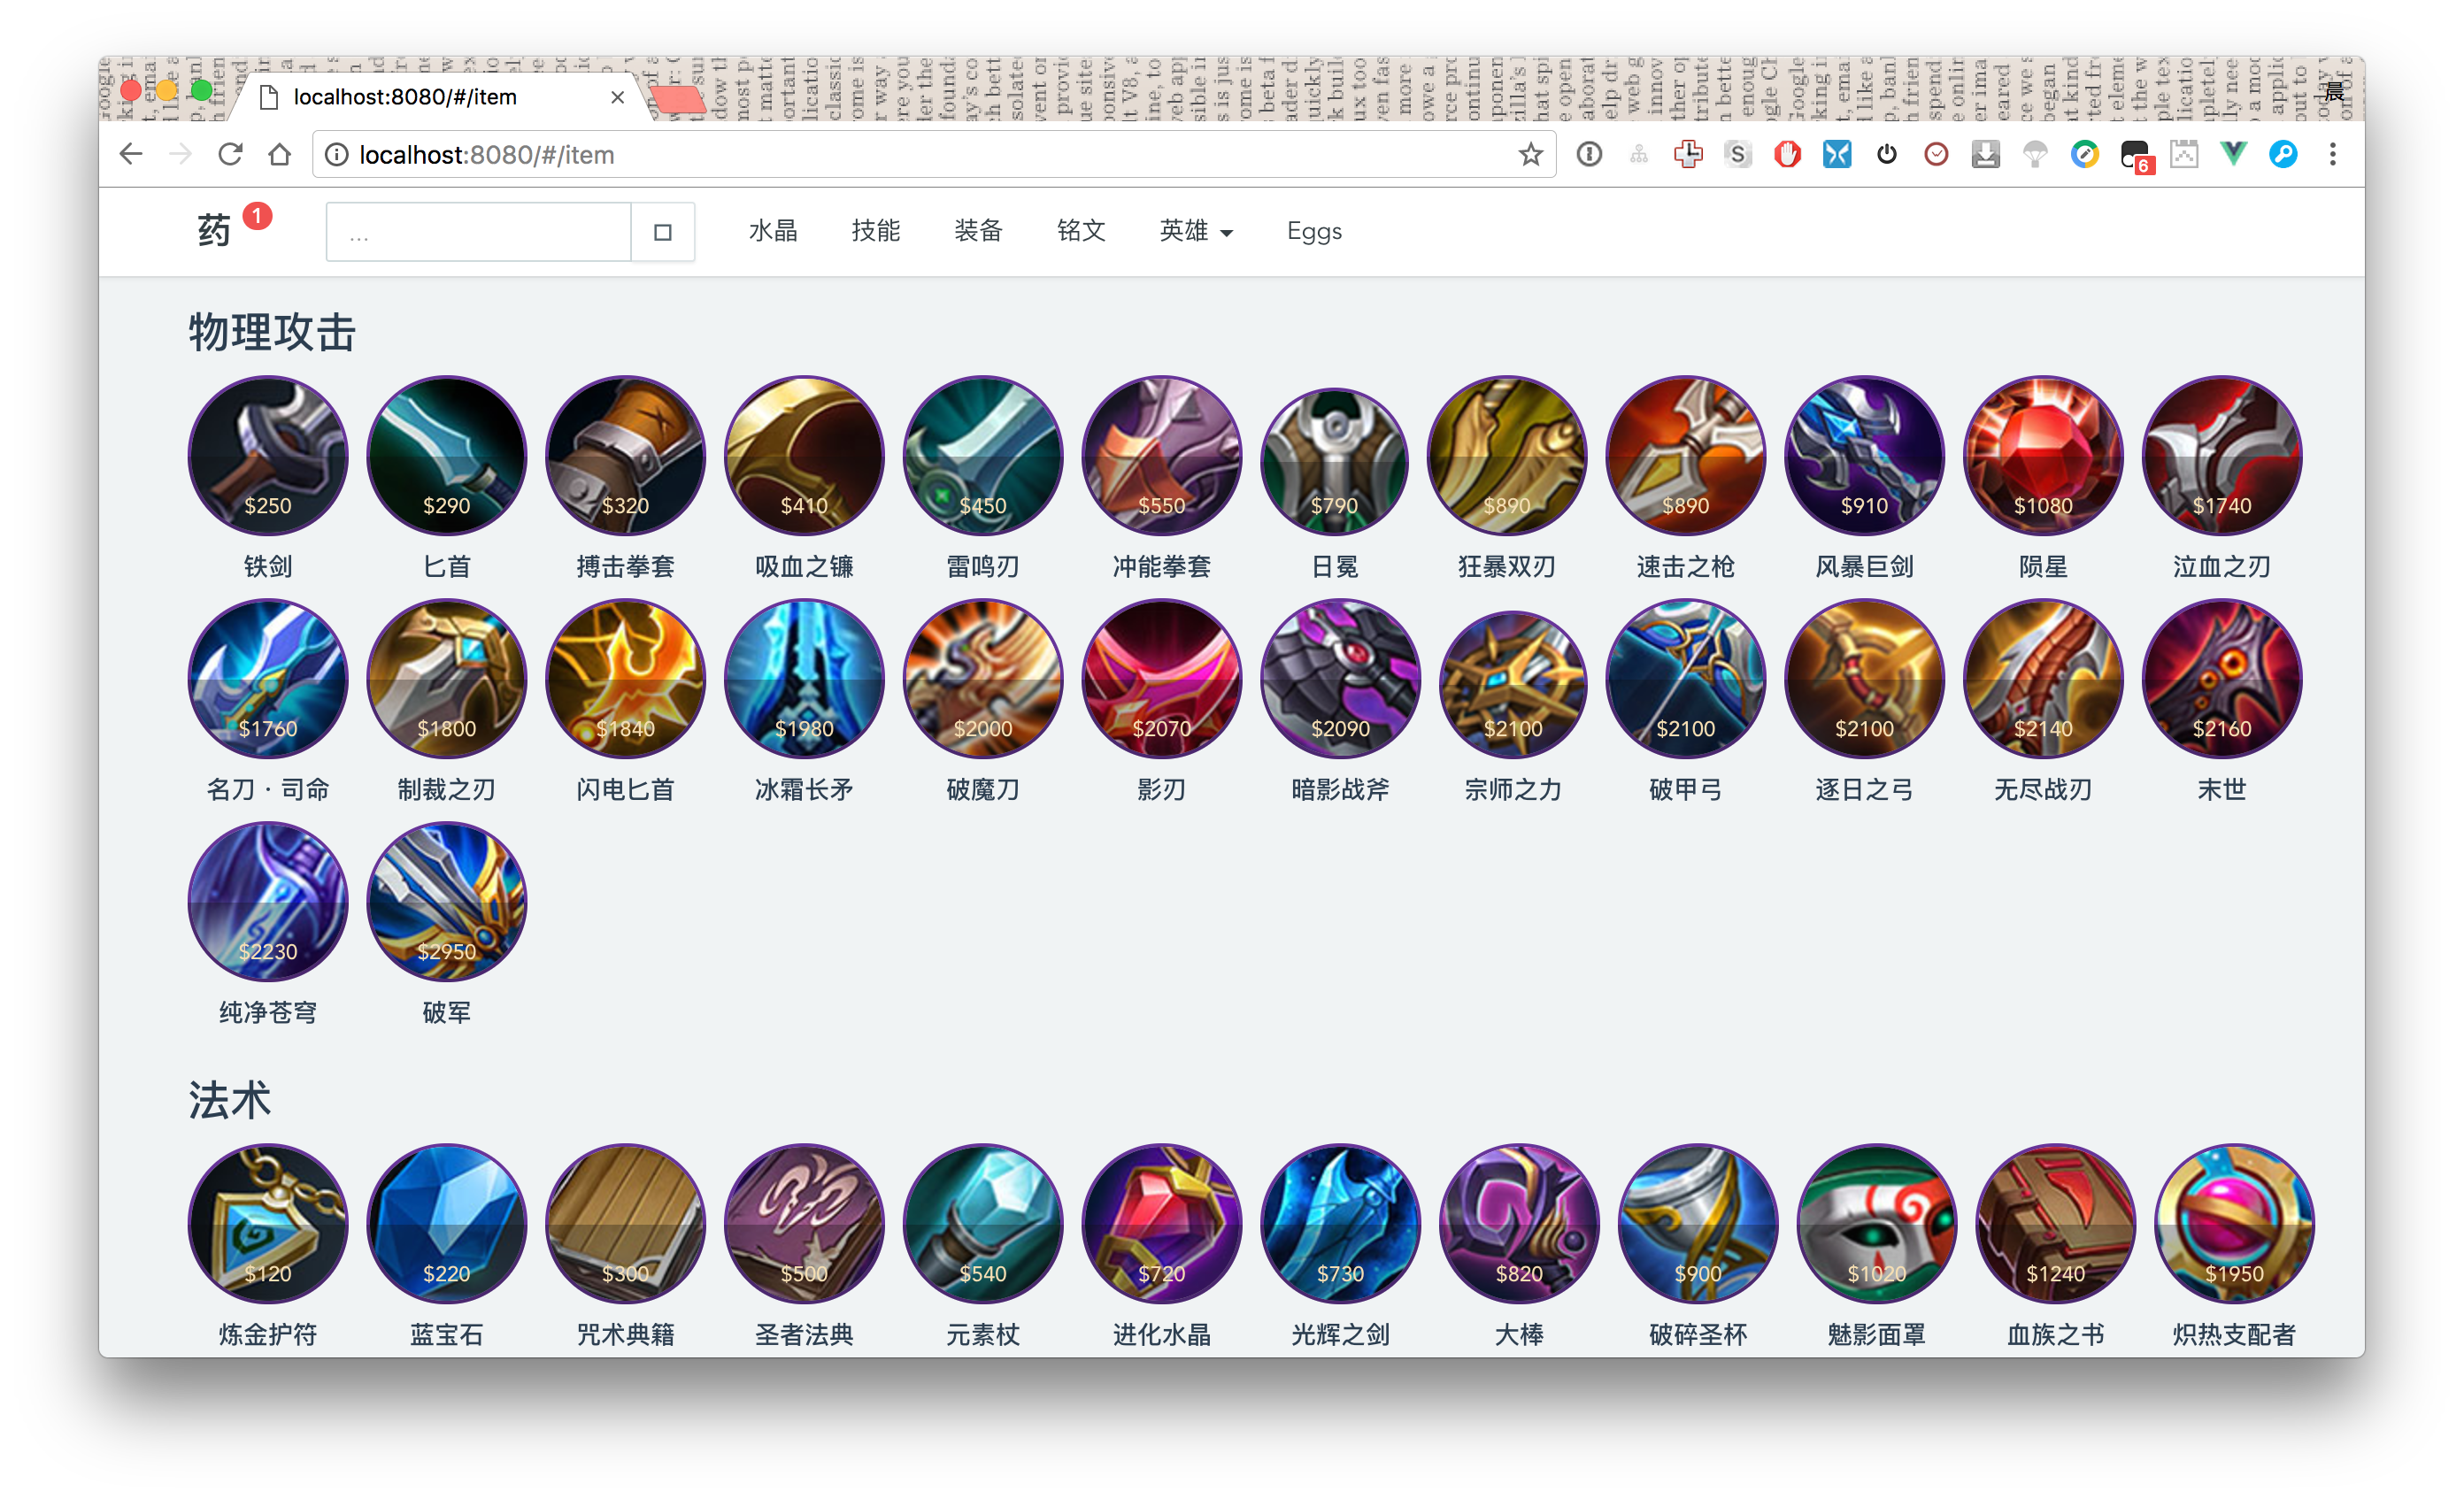 localhost:8080/#/item
晨
localhost:8080/#/item
6
药 1 ... 水晶 技能 装备 铭文 英雄 Eggs
物理攻击
$250 $290 $320 $410 $450 $550 $790 $890 $890 $910 $1080 $1740
铁剑 匕首 搏击拳套 吸血之镰 雷鸣刃 冲能拳套 日冕 狂暴双刃 速击之枪 风暴巨剑 陨星 泣血之刃
$1760 $1800 $1840 $1980 $2000 $2070 $2090 $2100 $2100 $2100 $2140 $2160
名刀·司命 制裁之刃 闪电匕首 冰霜长矛 破魔刀 影刃 暗影战斧 宗师之力 破甲弓 逐日之弓 无尽战刃 末世
$2230 $2950
纯净苍穹 破军
法术
$120 $220 $300 $500 $540 $720 $730 $820 $900 $1020 $1240 $1950
炼金护符 蓝宝石 咒术典籍 圣者法典 元素杖 进化水晶 光辉之剑 大棒 破碎圣杯 魅影面罩 血族之书 炽热支配者